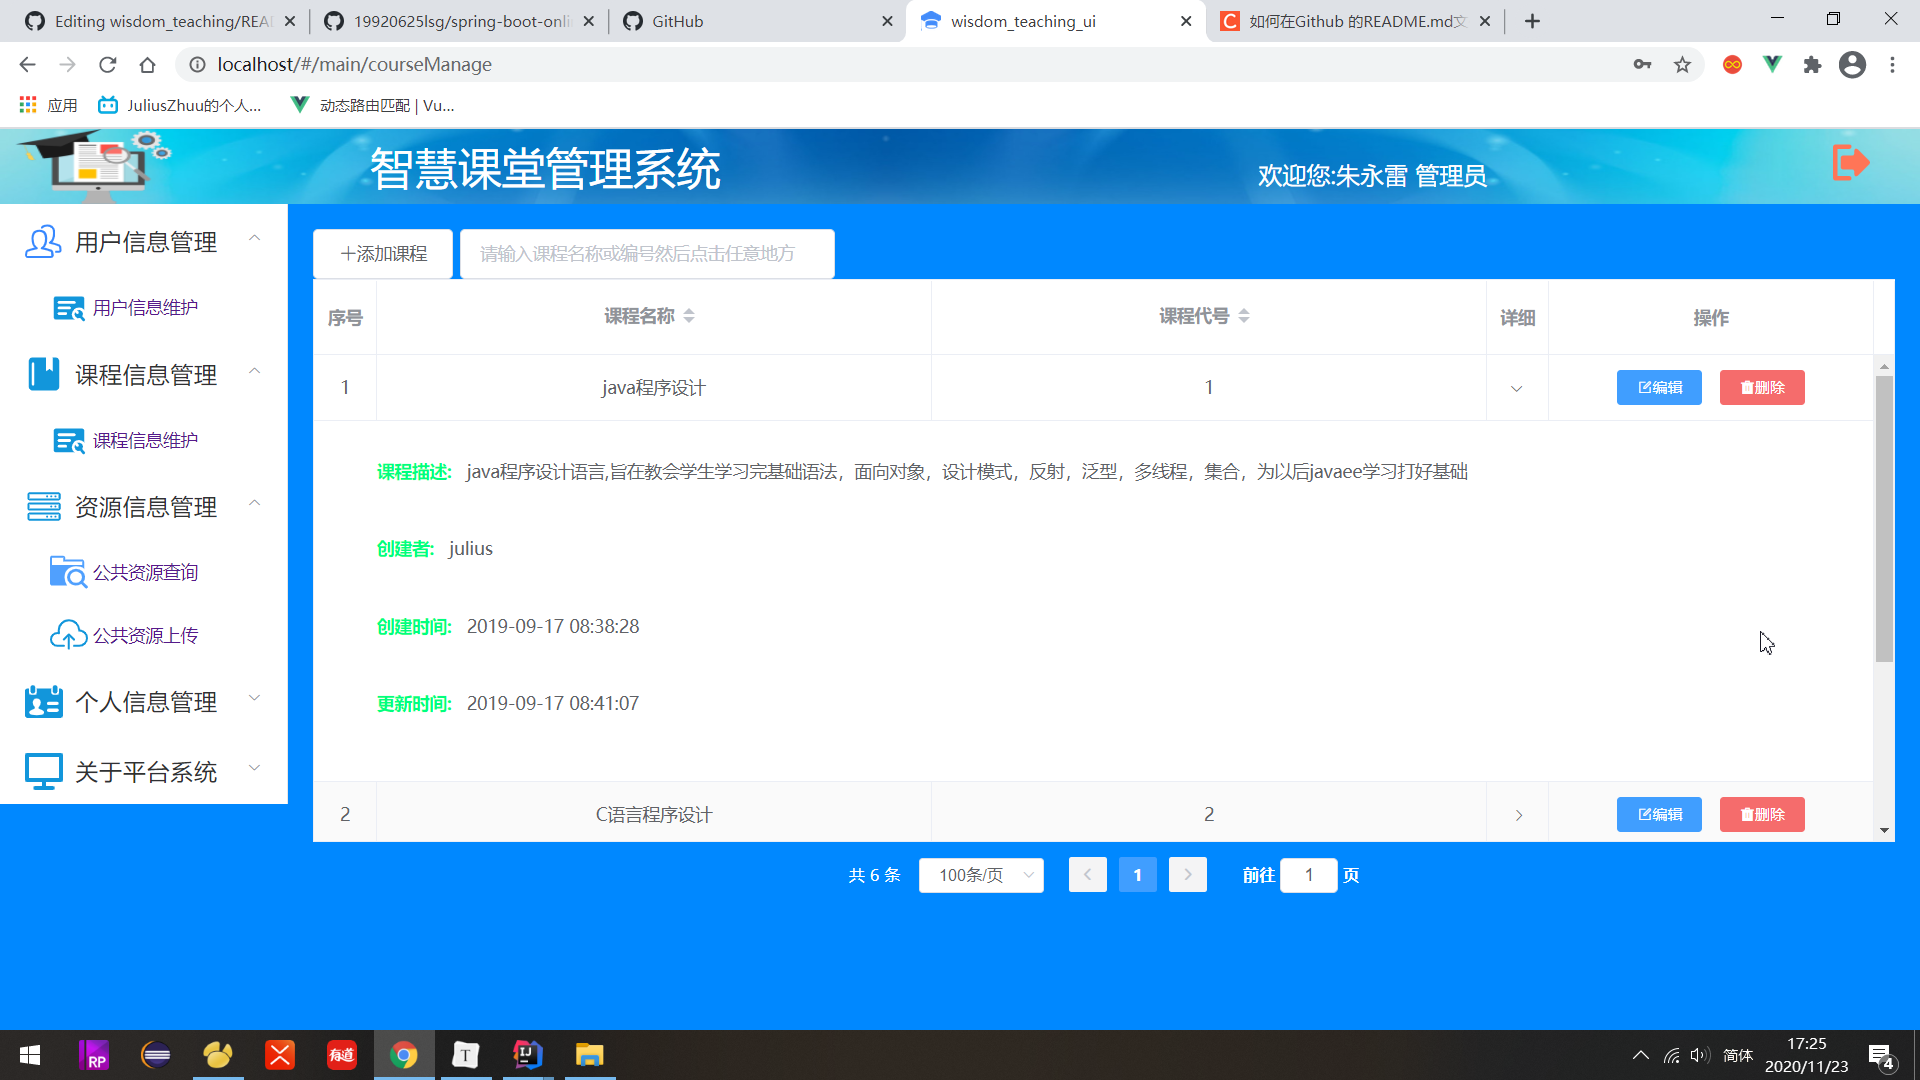 Editing wisdom_teaching/REA
19920625lsg/spring-boot-onli
GitHub
wisdom_teaching_ui
如何在Github 的README.md文
localhost/#/main/courseManage
应用
JuliusZhuu的个人...
动态路由匹配 | Vu...
智慧课堂管理系统
欢迎您:朱永雷 管理员
用户信息管理
用户信息维护
课程信息管理
课程信息维护
资源信息管理
公共资源查询
公共资源上传
个人信息管理
关于平台系统
+添加课程
请输入课程名称或编号然后点击任意地方
序号 课程名称 课程代号 详细 操作
1 java程序设计 1 编辑 删除
课程描述: java程序设计语言,旨在教会学生学习完基础语法，面向对象，设计模式，反射，泛型，多线程，集合，为以后javaee学习打好基础
创建者: julius
创建时间: 2019-09-17 08:38:28
更新时间: 2019-09-17 08:41:07
2 C语言程序设计 2 编辑 删除
共 6 条 100条/页 1 前往 1 页
RP
有道
T
IJ
简体
17:25
2020/11/23
4